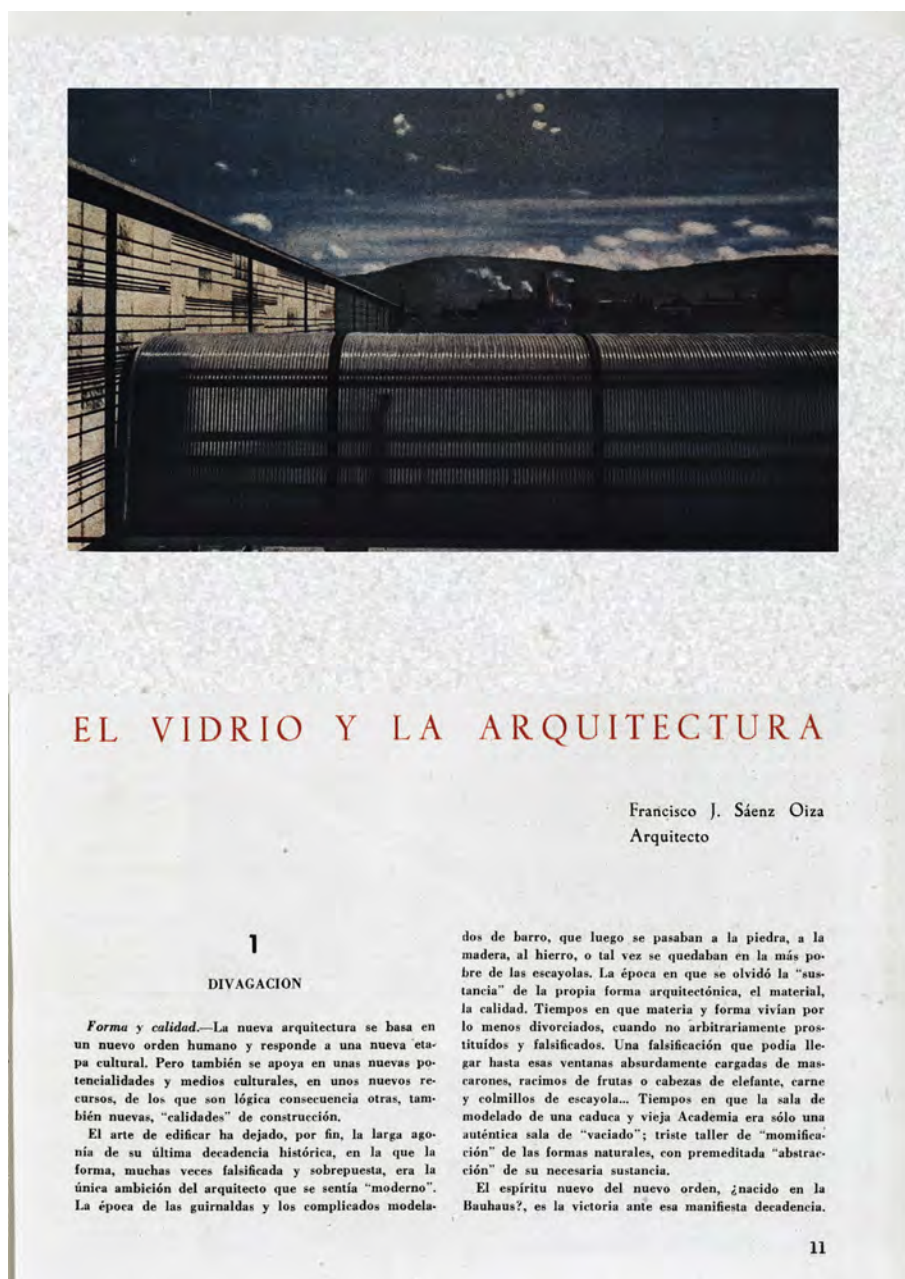 EL VIDRIO Y LA ARQUITECTURA
Francisco J. Sáenz Oiza
Arquitecto
1
DIVAGACION
Forma y calidad.—La nueva arquitectura se basa en
un nuevo orden humano y responde a una nueva eta-
pa cultural. Pero también se apoya en unas nuevas po-
tencialidades y medios culturales, en unos nuevos re-
cursos, de los que son lógica consecuencia otras, tam-
bién nuevas, "calidades" de construcción.
El arte de edificar ha dejado, por fin, la larga ago-
nía de su última decadencia histórica, en la que la
forma, muchas veces falsificada y sobrepuesta, era la
única ambición del arquitecto que se sentía "moderno".
La época de las guirnaldas y los complicados modela-
dos de barro, que luego se pasaban a la piedra, a la
madera, al hierro, o tal vez se quedaban en la más po-
bre de las escayolas. La época en que se olvidó la "sus-
tancia" de la propia forma arquitectónica, el material,
la calidad. Tiempos en que materia y forma vivían por
lo menos divorciados, cuando no arbitrariamente pros-
tituídos y falsificados. Una falsificación que podía lle-
gar hasta esas ventanas absurdamente cargadas de mas-
carones, racimos de frutas o cabezas de elefante, carne
y colmillos de escayola... Tiempos en que la sala de
modelado de una caduca y vieja Academia era sólo una
auténtica sala de "vaciado"; triste taller de "momifica-
ción" de las formas naturales, con premeditada "abstrac-
ción" de su necesaria sustancia.
El espíritu nuevo del nuevo orden, ¿nacido en la
Bauhaus?, es la victoria ante esa manifiesta decadencia.
11